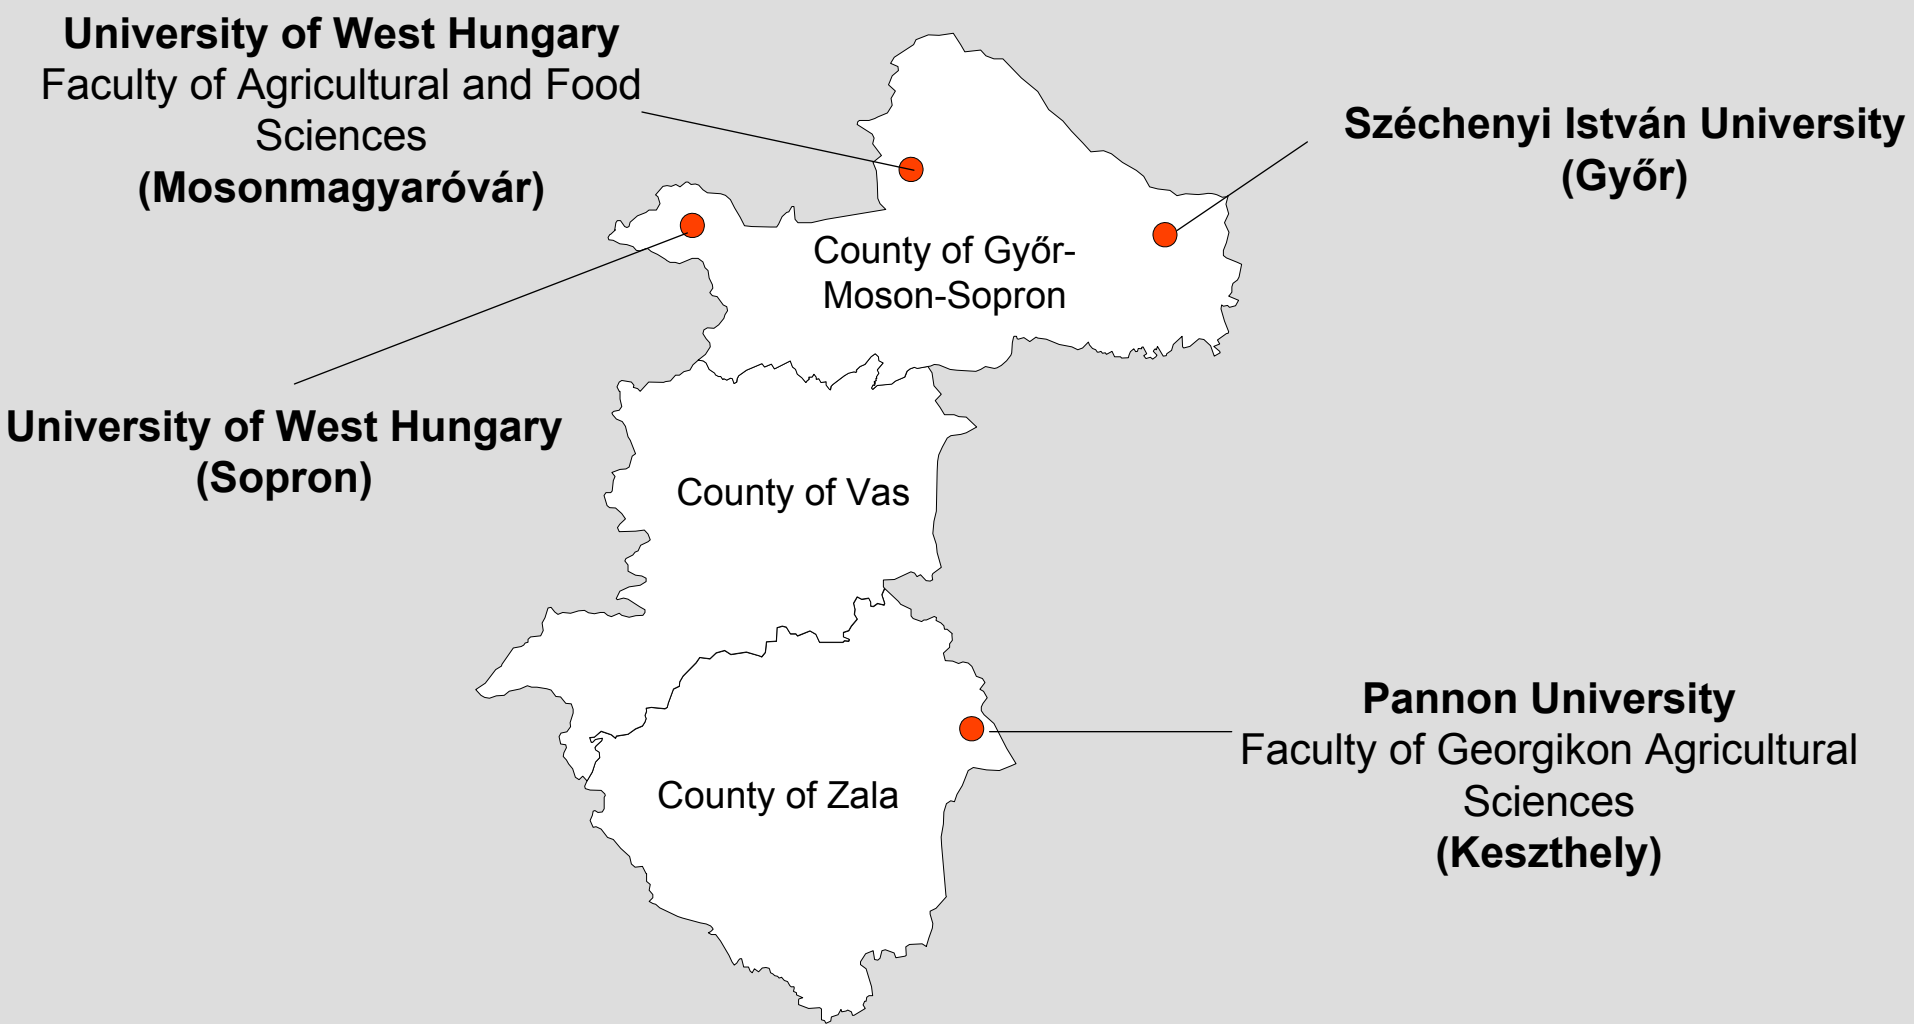 University of West Hungary
Faculty of Agricultural and Food
Sciences
(Mosonmagyaróvár)
Széchenyi István University
(Győr)
County of Győr-
Moson-Sopron
University of West Hungary
(Sopron)
County of Vas
Pannon University
Faculty of Georgikon Agricultural
Sciences
(Keszthely)
County of Zala